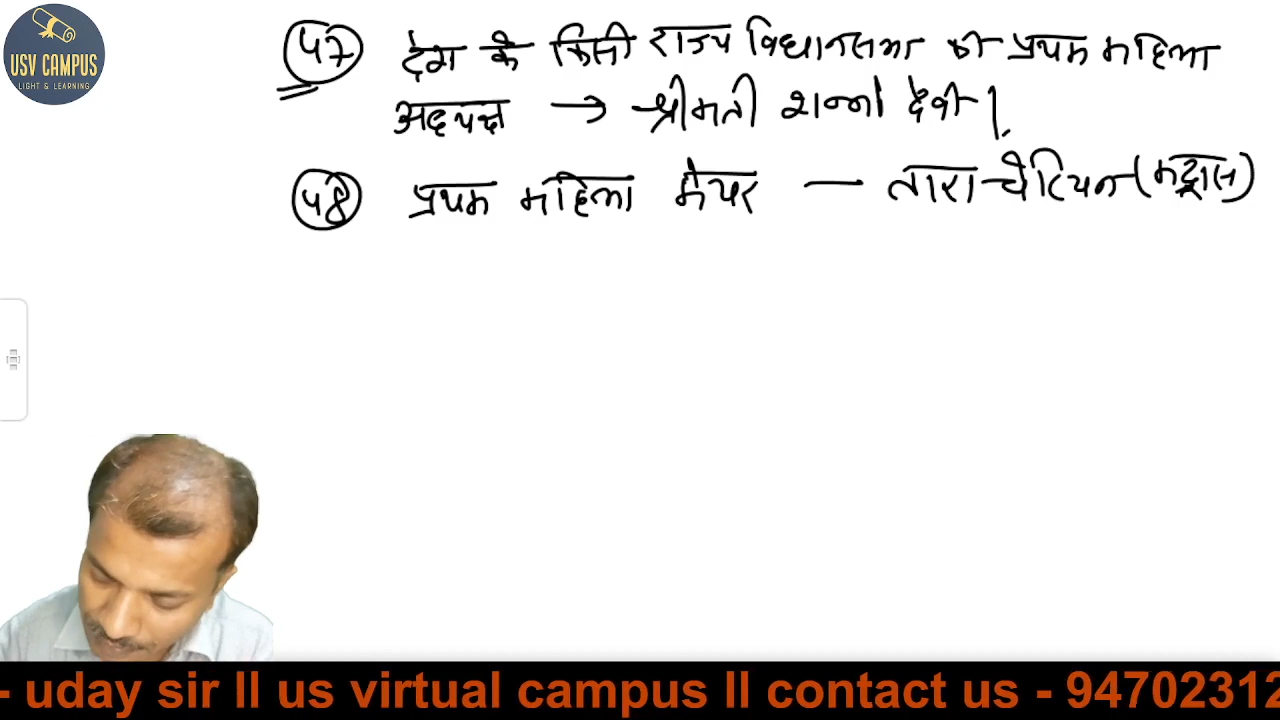 USV CAMPUS
LIGHT & LEARNING
47 देश के किसी राज्य विधानसभा की प्रथम महिला
अध्यक्ष → श्रीमती शन्नो देवी।
48 प्रथम महिला मेयर — तारा चेरियन (मद्रास)
- uday sir ll us virtual campus ll contact us - 94702312